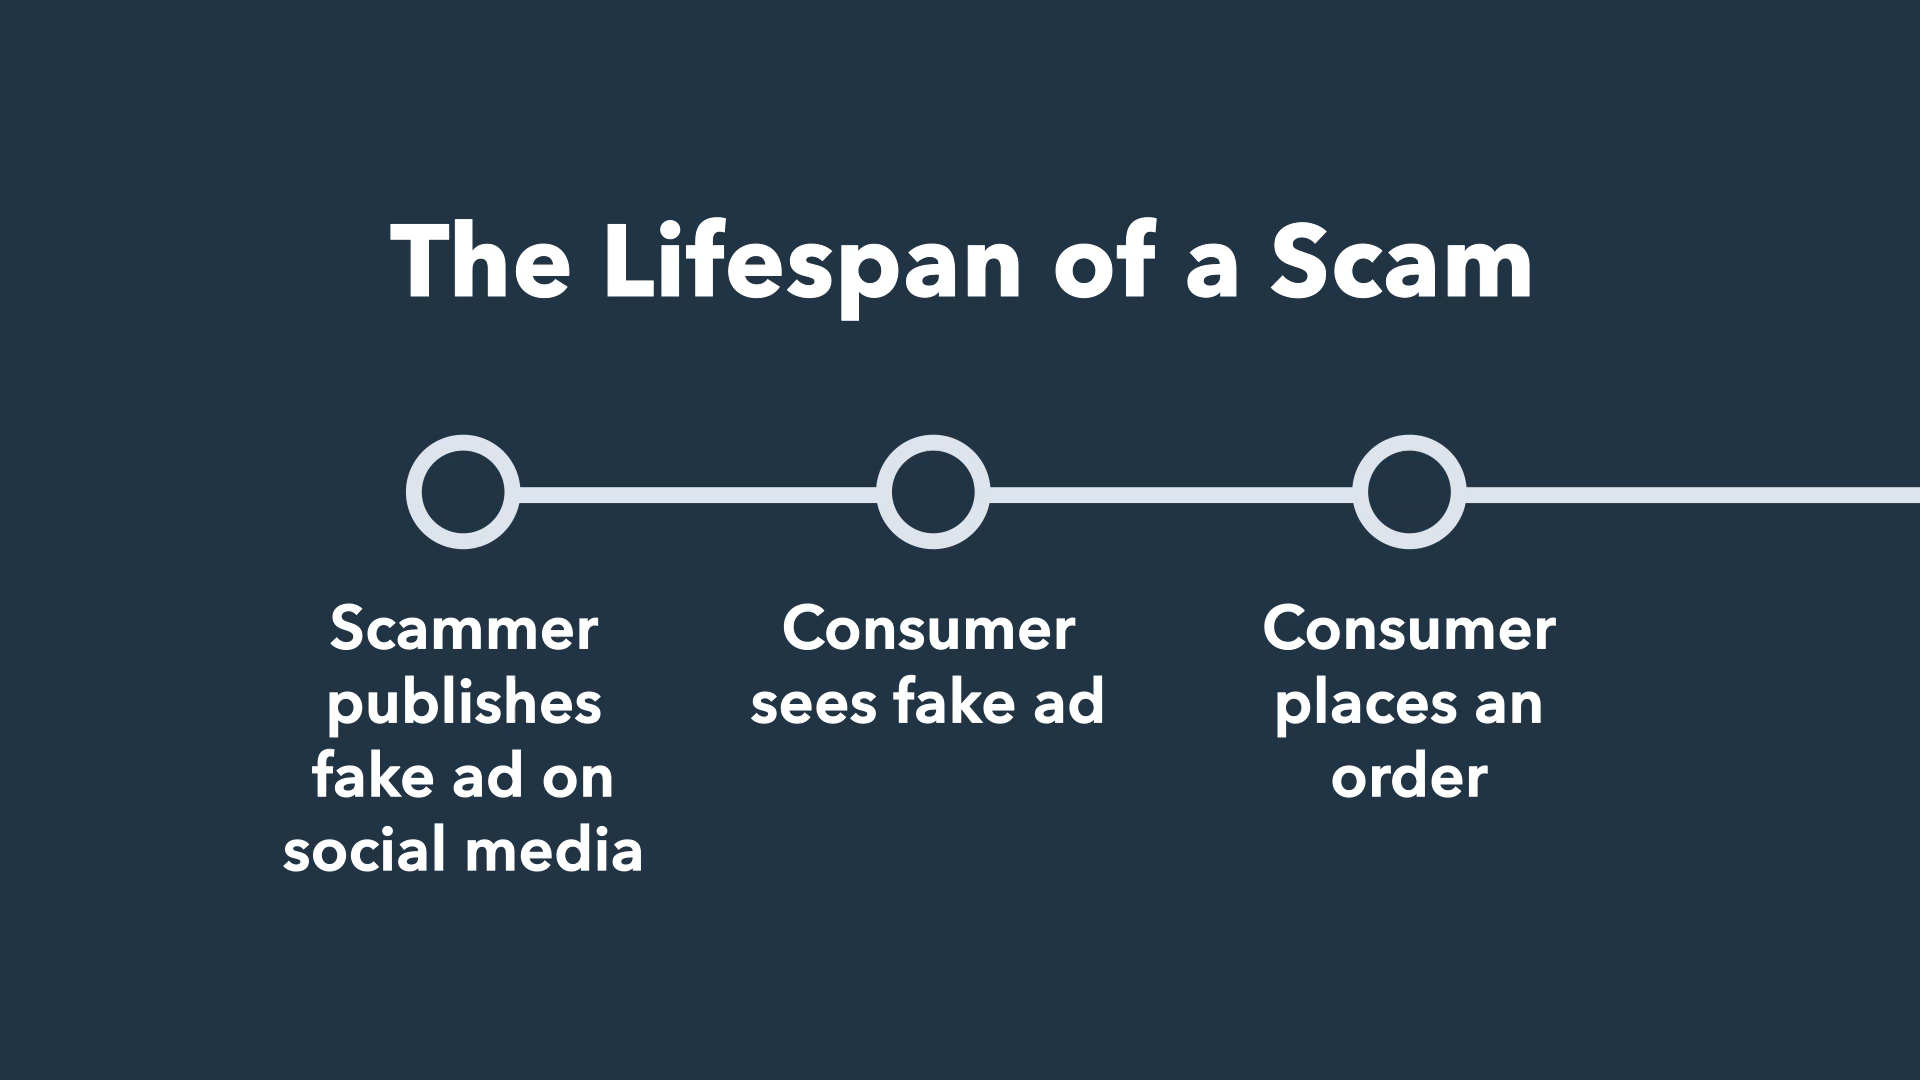 The Lifespan of a Scam
Scammer
publishes
fake ad on
social media
Consumer
sees fake ad
Consumer
places an
order